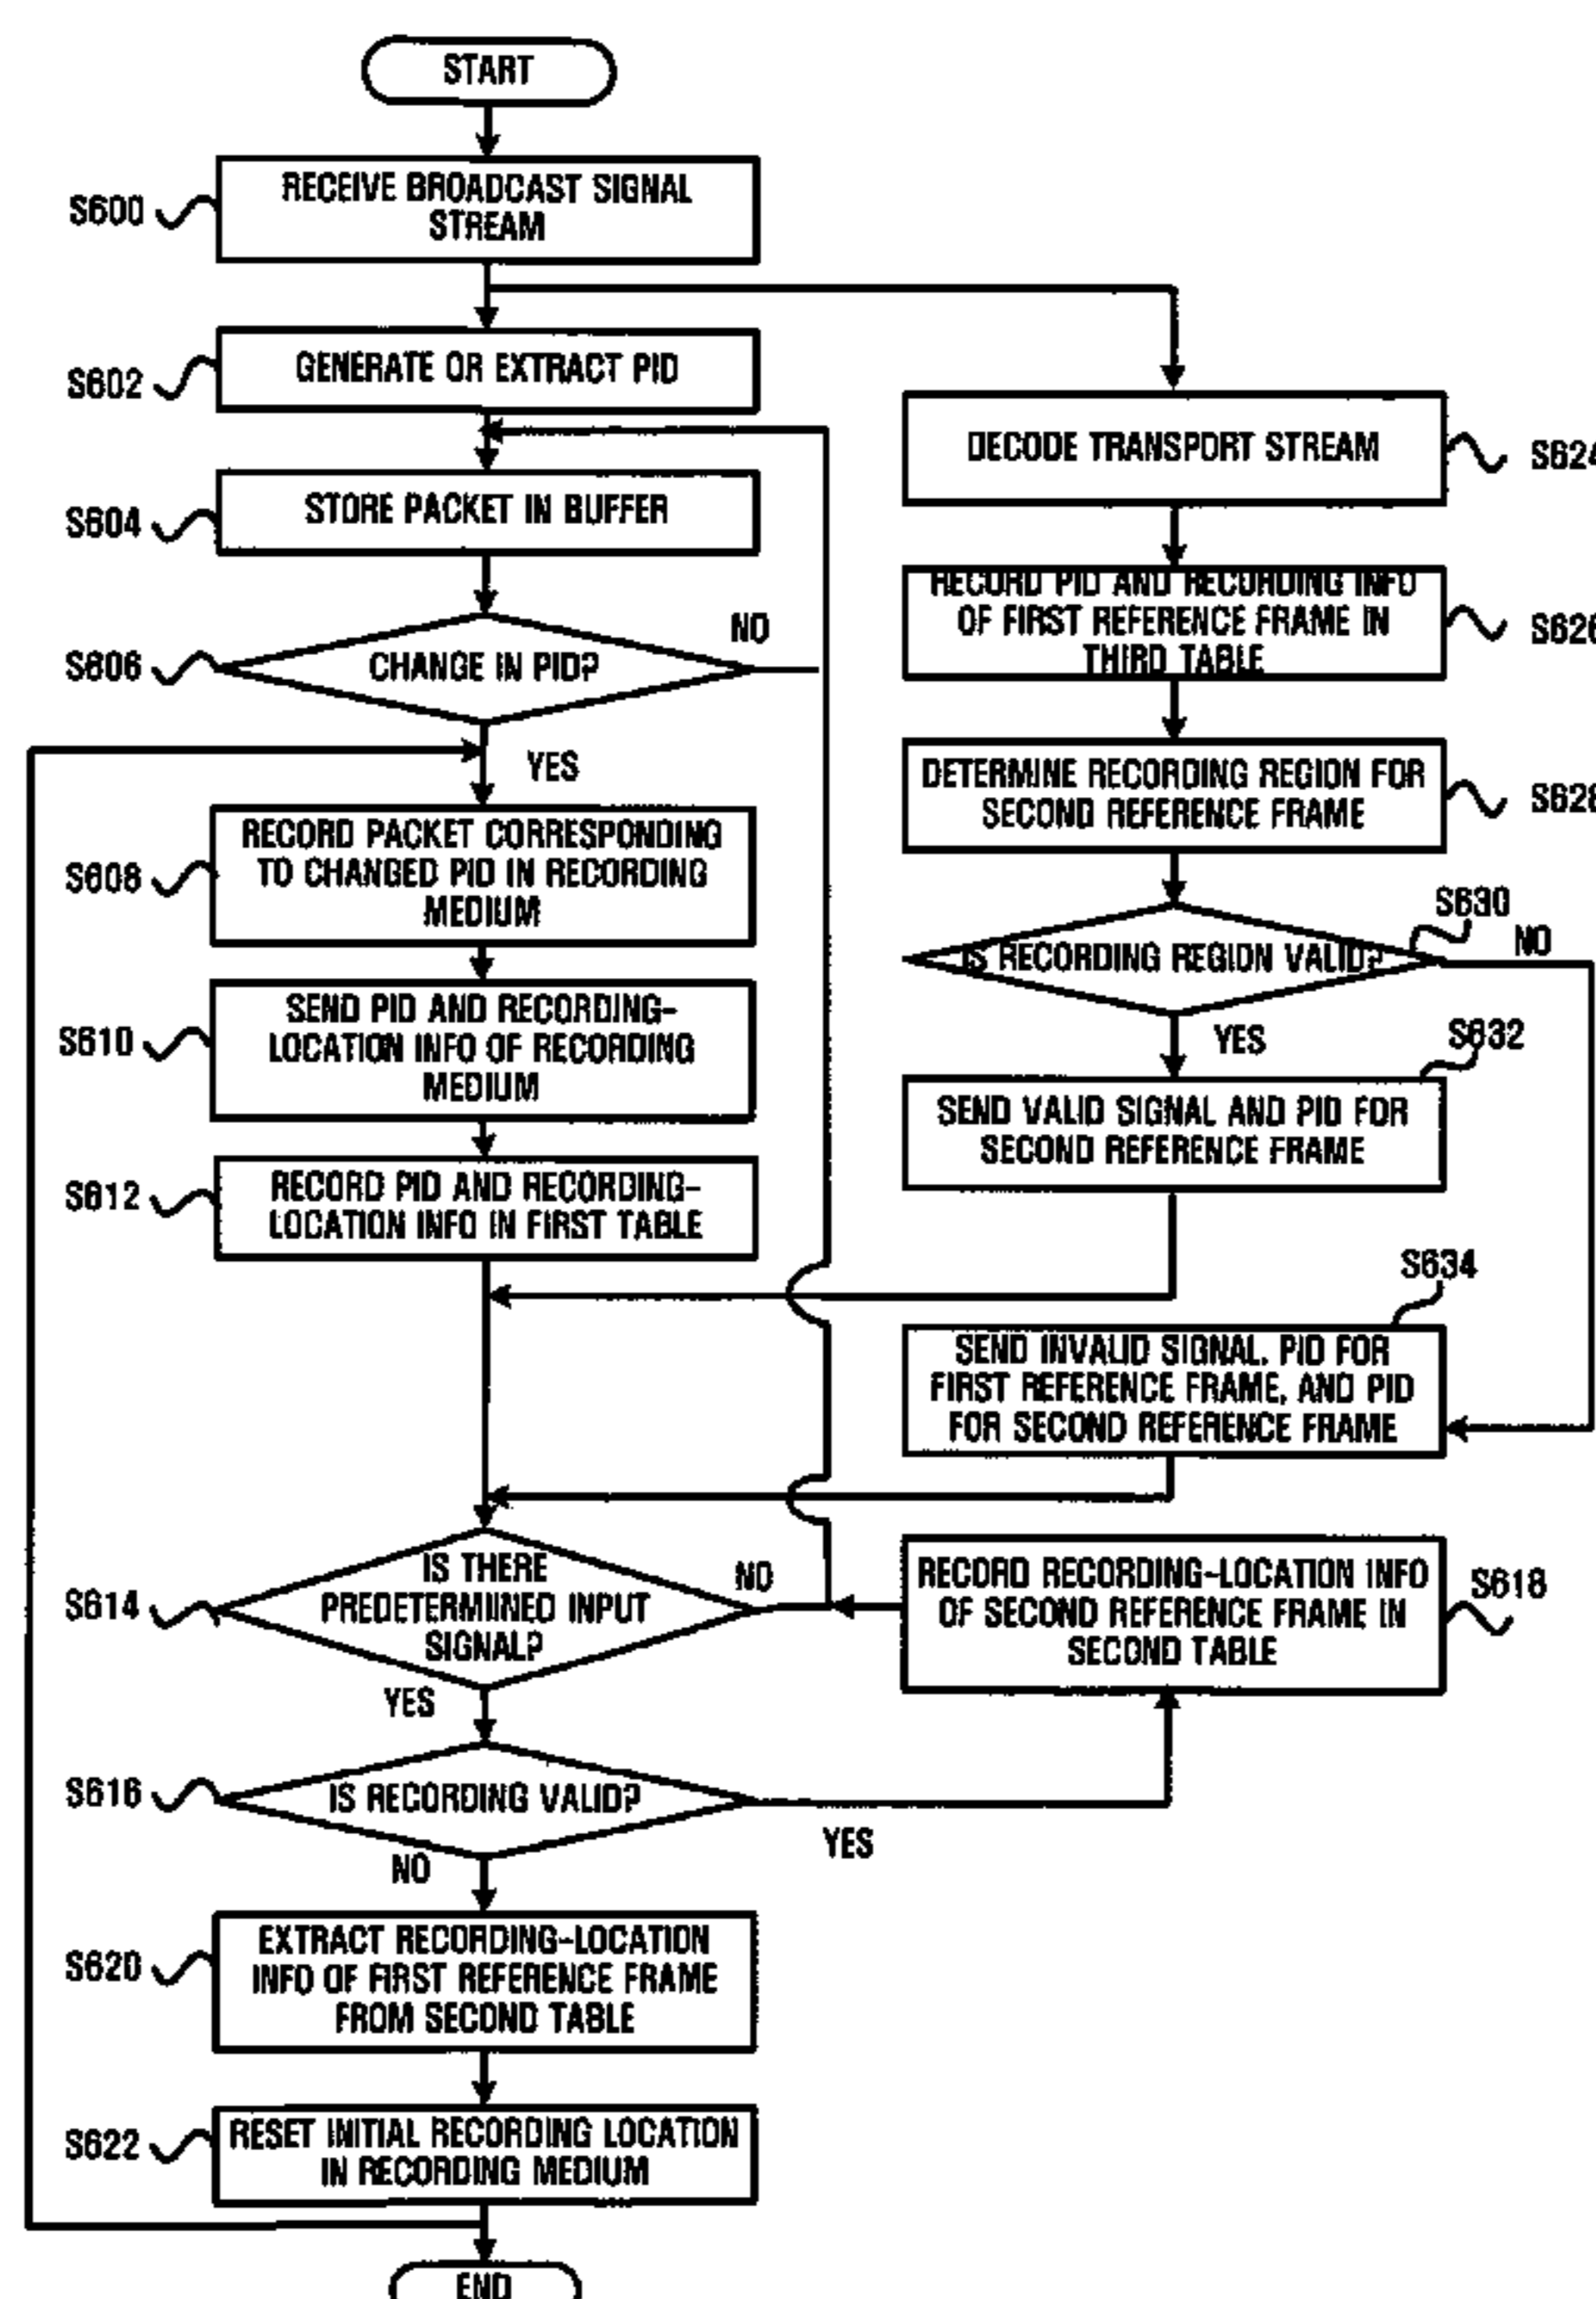 START
S600
RECEIVE BROADCAST SIGNAL
STREAM
S602
GENERATE OR EXTRACT PID
S604
STORE PACKET IN BUFFER
S606
CHANGE IN PID?
NO
YES
S608
RECORD PACKET CORRESPONDING
TO CHANGED PID IN RECORDING
MEDIUM
S610
SEND PID AND RECORDING-
LOCATION INFO OF RECORDING
MEDIUM
S612
RECORD PID AND RECORDING-
LOCATION INFO IN FIRST TABLE
DECODE TRANSPORT STREAM
S624
RECORD PID AND RECORDING INFO
OF FIRST REFERENCE FRAME IN
THIRD TABLE
S626
DETERMINE RECORDING REGION FOR
SECOND REFERENCE FRAME
S628
S630
IS RECORDING REGION VALID?
NO
YES
S632
SEND VALID SIGNAL AND PID FOR
SECOND REFERENCE FRAME
S634
SEND INVALID SIGNAL, PID FOR
FIRST REFERENCE FRAME, AND PID
FOR SECOND REFERENCE FRAME
S614
IS THERE
PREDETERMIINED INPUT
SIGNAL?
NO
YES
RECORD RECORDING-LOCATION INFO
OF SECOND REFERENCE FRAME IN
SECOND TABLE
S618
S616
IS RECORDING VALID?
YES
NO
S620
EXTRACT RECORDING-LOCATION
INFO OF FIRST REFERENCE FRAME
FROM SECOND TABLE
S622
RESET INITIAL RECORDING LOCATION
IN RECORDING MEDIUM
END